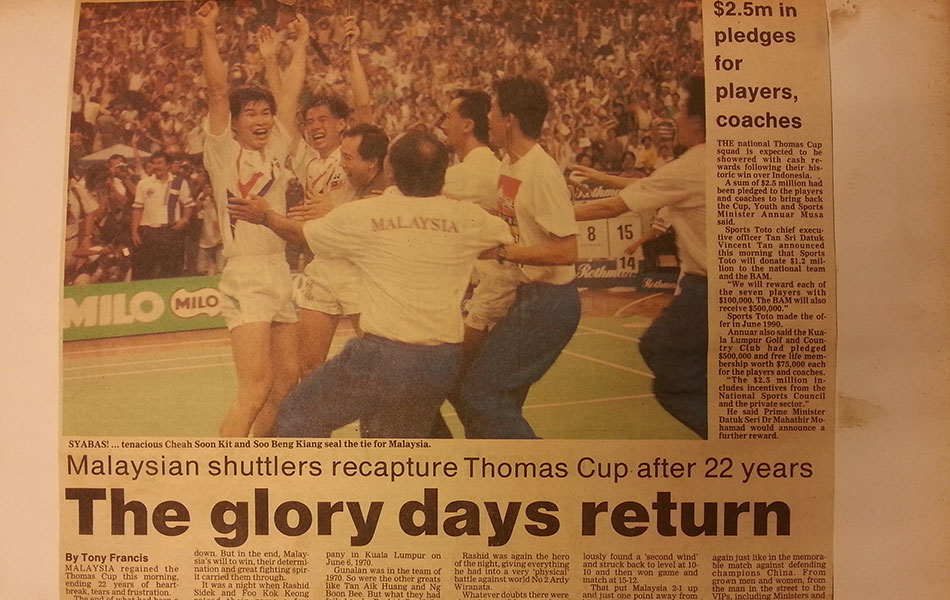 $2.5m in
pledges
for
players,
coaches
THE national Thomas Cup
squad is expected to be
showered with cash re-
wards following their his-
toric win over Indonesia.
A sum of $2.5 million had
been pledged to the players
and coaches to bring back
the Cup, Youth and Sports
Minister Annuar Musa
said.
Sports Toto chief execu-
tive officer Tan Sri Datuk
Vincent Tan announced
this morning that Sports
Toto will donate $1.2 mil-
lion to the national team
and the BAM.
"We will reward each of
the seven players with
$100,000. The BAM will also
receive $500,000."
Sports Toto made the of-
fer in June 1990.
Annuar also said the Kua-
la Lumpur Golf and Coun-
try Club had pledged
$500,000 and free life mem-
bership worth $75,000 each
for the players and coaches.
"The $2.5 million in-
cludes incentives from the
National Sports Council
and the private sector."
He said Prime Minister
Datuk Seri Dr Mahathir Mo-
hamad would announce a
further reward.
MALAYSIA
Rothmans
8 15
14
Rothmans
MILO MILO
SYABAS! ... tenacious Cheah Soon Kit and Soo Beng Kiang seal the tie for Malaysia.
Malaysian shuttlers recapture Thomas Cup after 22 years
The glory days return
By Tony Francis
MALAYSIA regained the
Thomas Cup this morning,
ending 22 years of heart-
break, tears and frustration.
down. But in the end, Malay-
sia's will to win, their determi-
nation and great fighting spir-
it carried them through.
It was a night when Rashid
Sidek and Foo Kok Keong
pany in Kuala Lumpur on
June 6, 1970.
Gunalan was in the team of
1970. So were the other greats
like Tan Aik Huang and Ng
Boon Bee. But what they had
Rashid was again the hero
of the night, giving everything
he had into a very 'physical'
battle against world No 2 Ardy
Wiranata.
Whatever doubts there were
lously found a 'second wind'
and struck back to level at 10-
10 and then won game and
match at 15-12.
That put Malaysia 2-1 up
and just one point away from
again just like in the memora-
ble match against defending
champions China. From
grown men and women, from
the man in the street to the
VIPs, including Ministers and